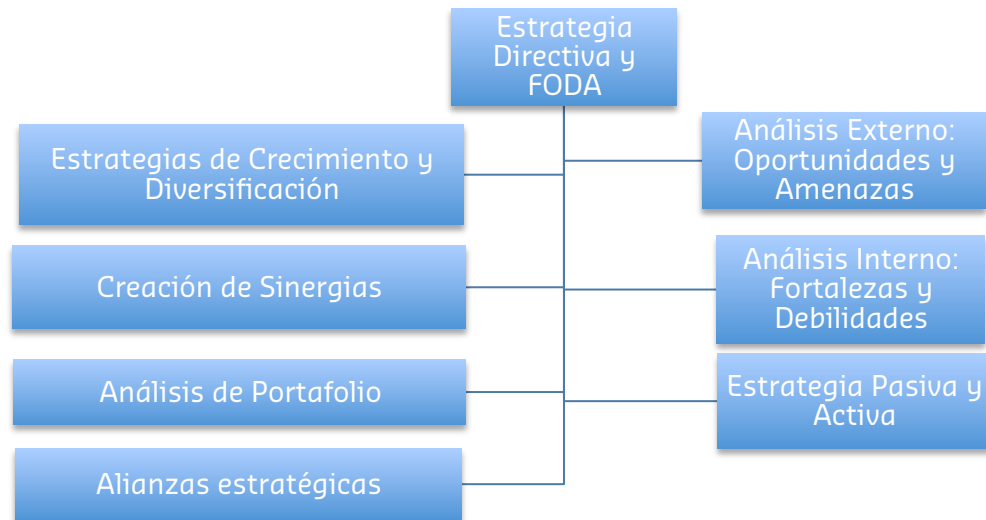 Estrategia
Directiva y
FODA
Estrategias de Crecimiento y
Diversificación
Análisis Externo:
Oportunidades y
Amenazas
Creación de Sinergias
Análisis Interno:
Fortalezas y
Debilidades
Análisis de Portafolio
Estrategia Pasiva y
Activa
Alianzas estratégicas